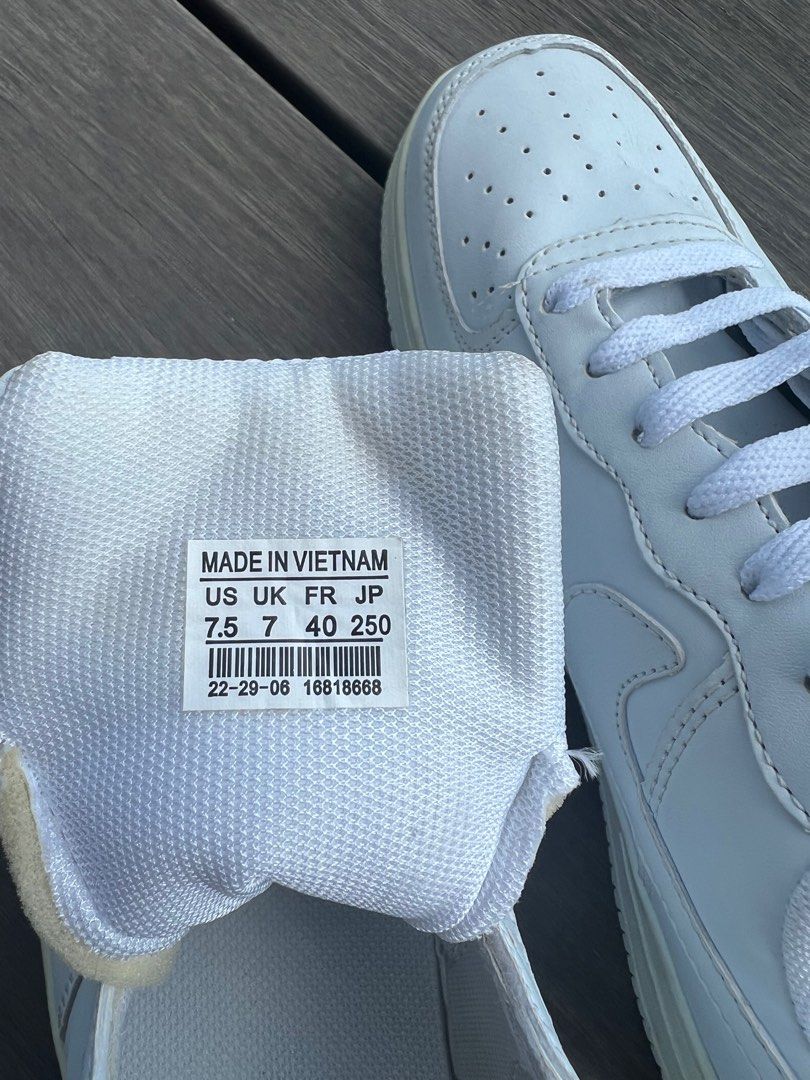 MADE IN VIETNAM
US UK FR JP
7.5 7 40 250
22-29-06 16818668